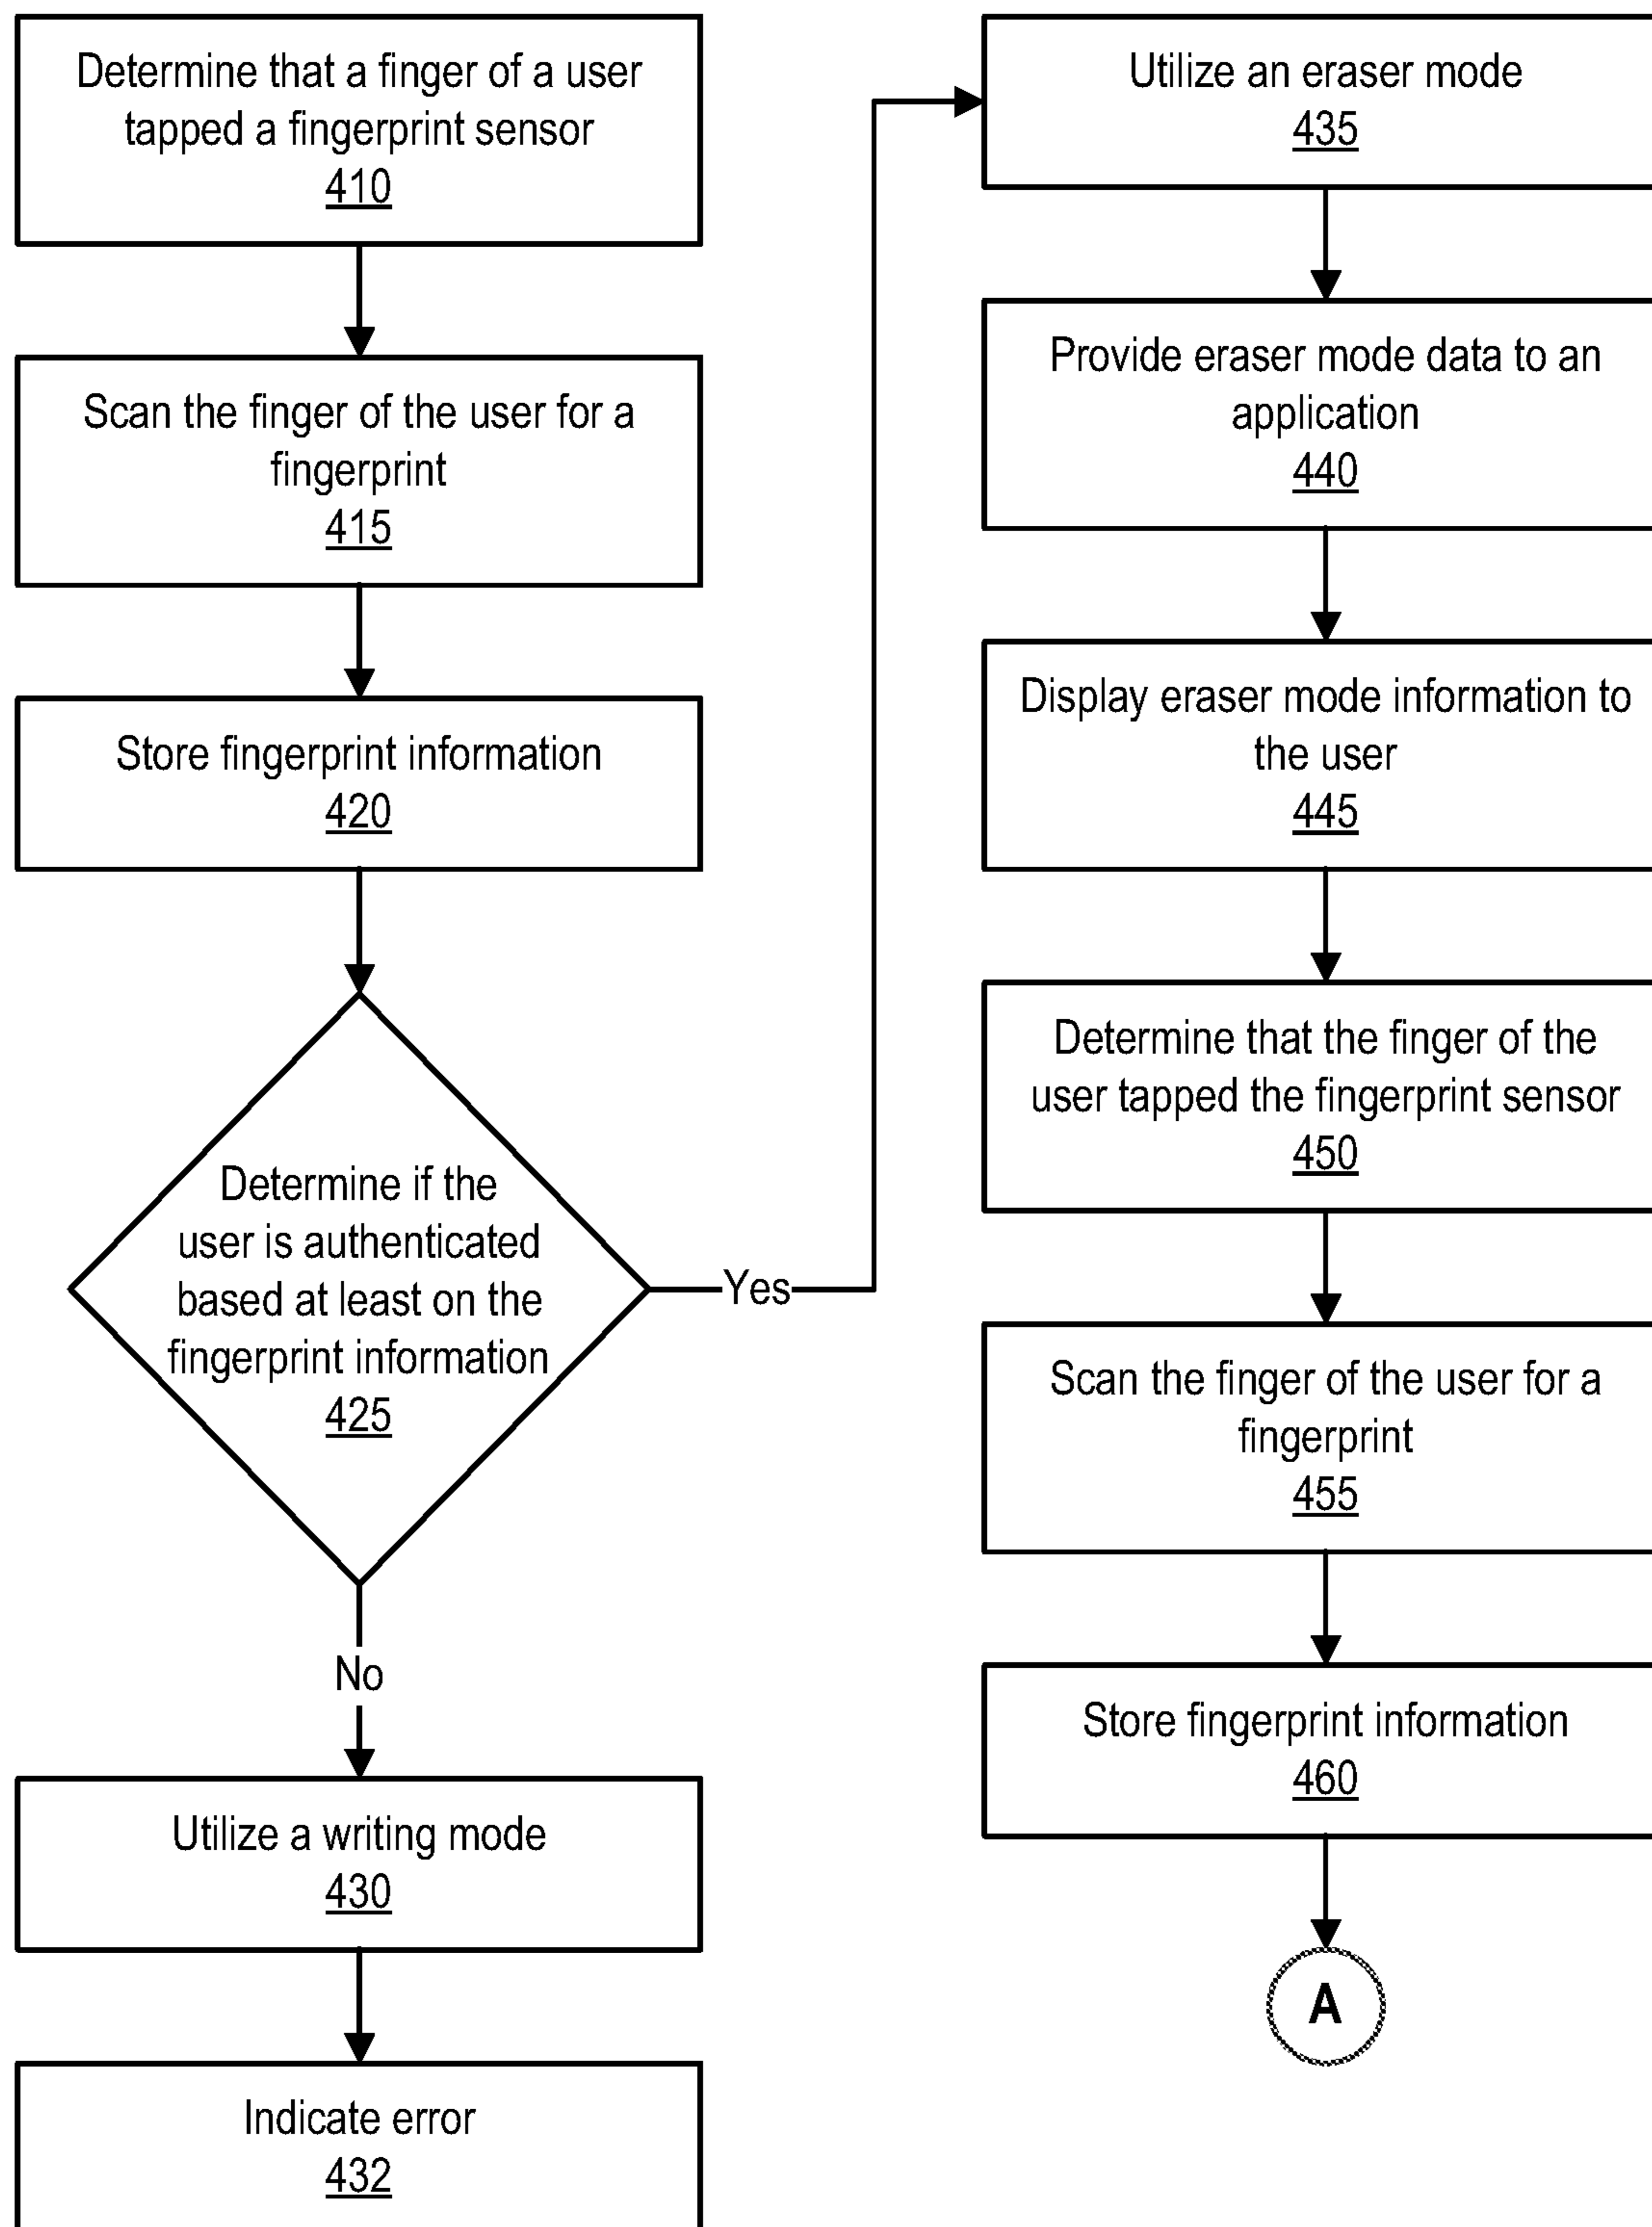 Determine that a finger of a user
tapped a fingerprint sensor
410
Scan the finger of the user for a
fingerprint
415
Store fingerprint information
420
Determine if the
user is authenticated
based at least on the
fingerprint information
425
Yes
No
Utilize a writing mode
430
Indicate error
432
Utilize an eraser mode
435
Provide eraser mode data to an
application
440
Display eraser mode information to
the user
445
Determine that the finger of the
user tapped the fingerprint sensor
450
Scan the finger of the user for a
fingerprint
455
Store fingerprint information
460
A